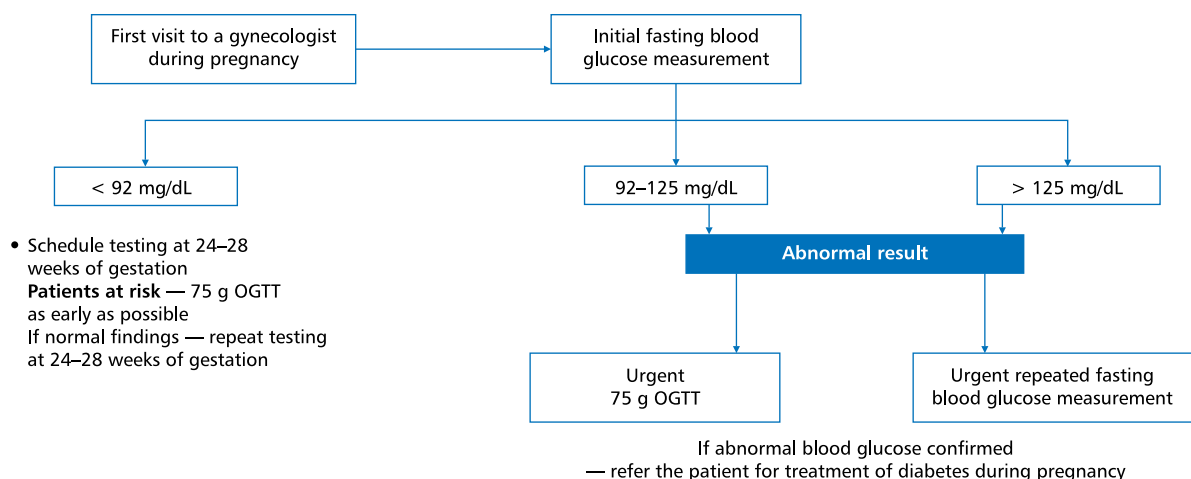 First visit to a gynecologist
during pregnancy
Initial fasting blood
glucose measurement
< 92 mg/dL
92–125 mg/dL
> 125 mg/dL
• Schedule testing at 24–28
weeks of gestation
Patients at risk — 75 g OGTT
as early as possible
If normal findings — repeat testing
at 24–28 weeks of gestation
Abnormal result
Urgent
75 g OGTT
Urgent repeated fasting
blood glucose measurement
If abnormal blood glucose confirmed
— refer the patient for treatment of diabetes during pregnancy